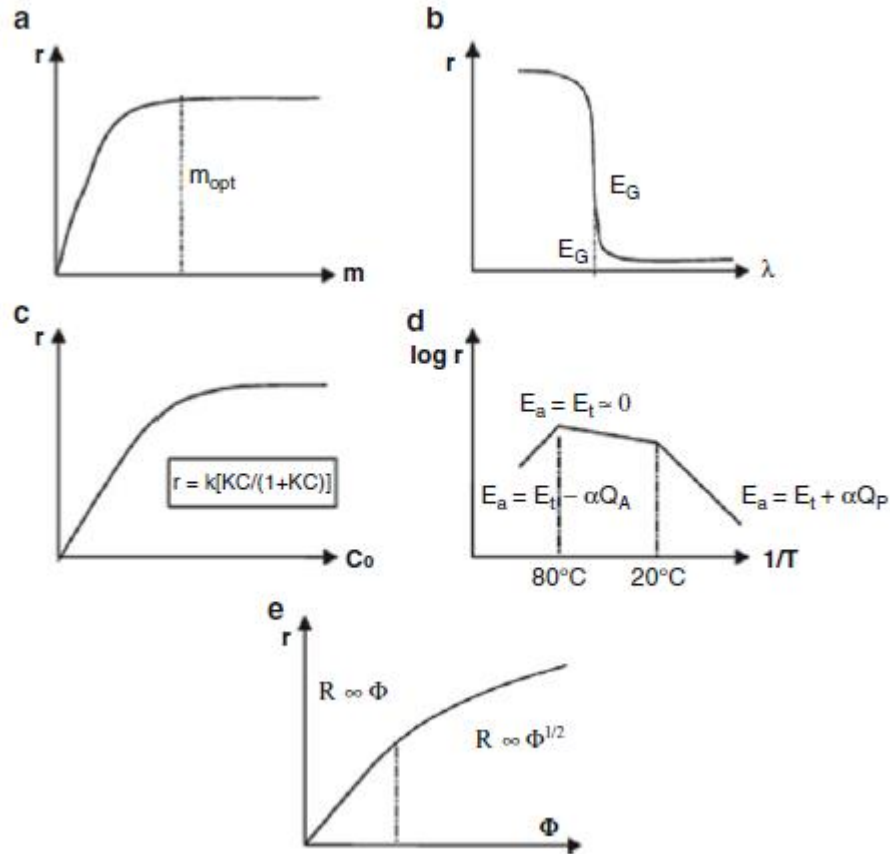 a
r
m_opt
m
b
r
E_G
E_G
λ
c
r
r = k[KC/(1+KC)]
C₀
d
log r
E_a = E_t ≃ 0
E_a = E_t − αQ_A
E_a = E_t + αQ_P
80°C
20°C
1/T
e
r
R ∞ Φ
R ∞ Φ^1/2
Φ